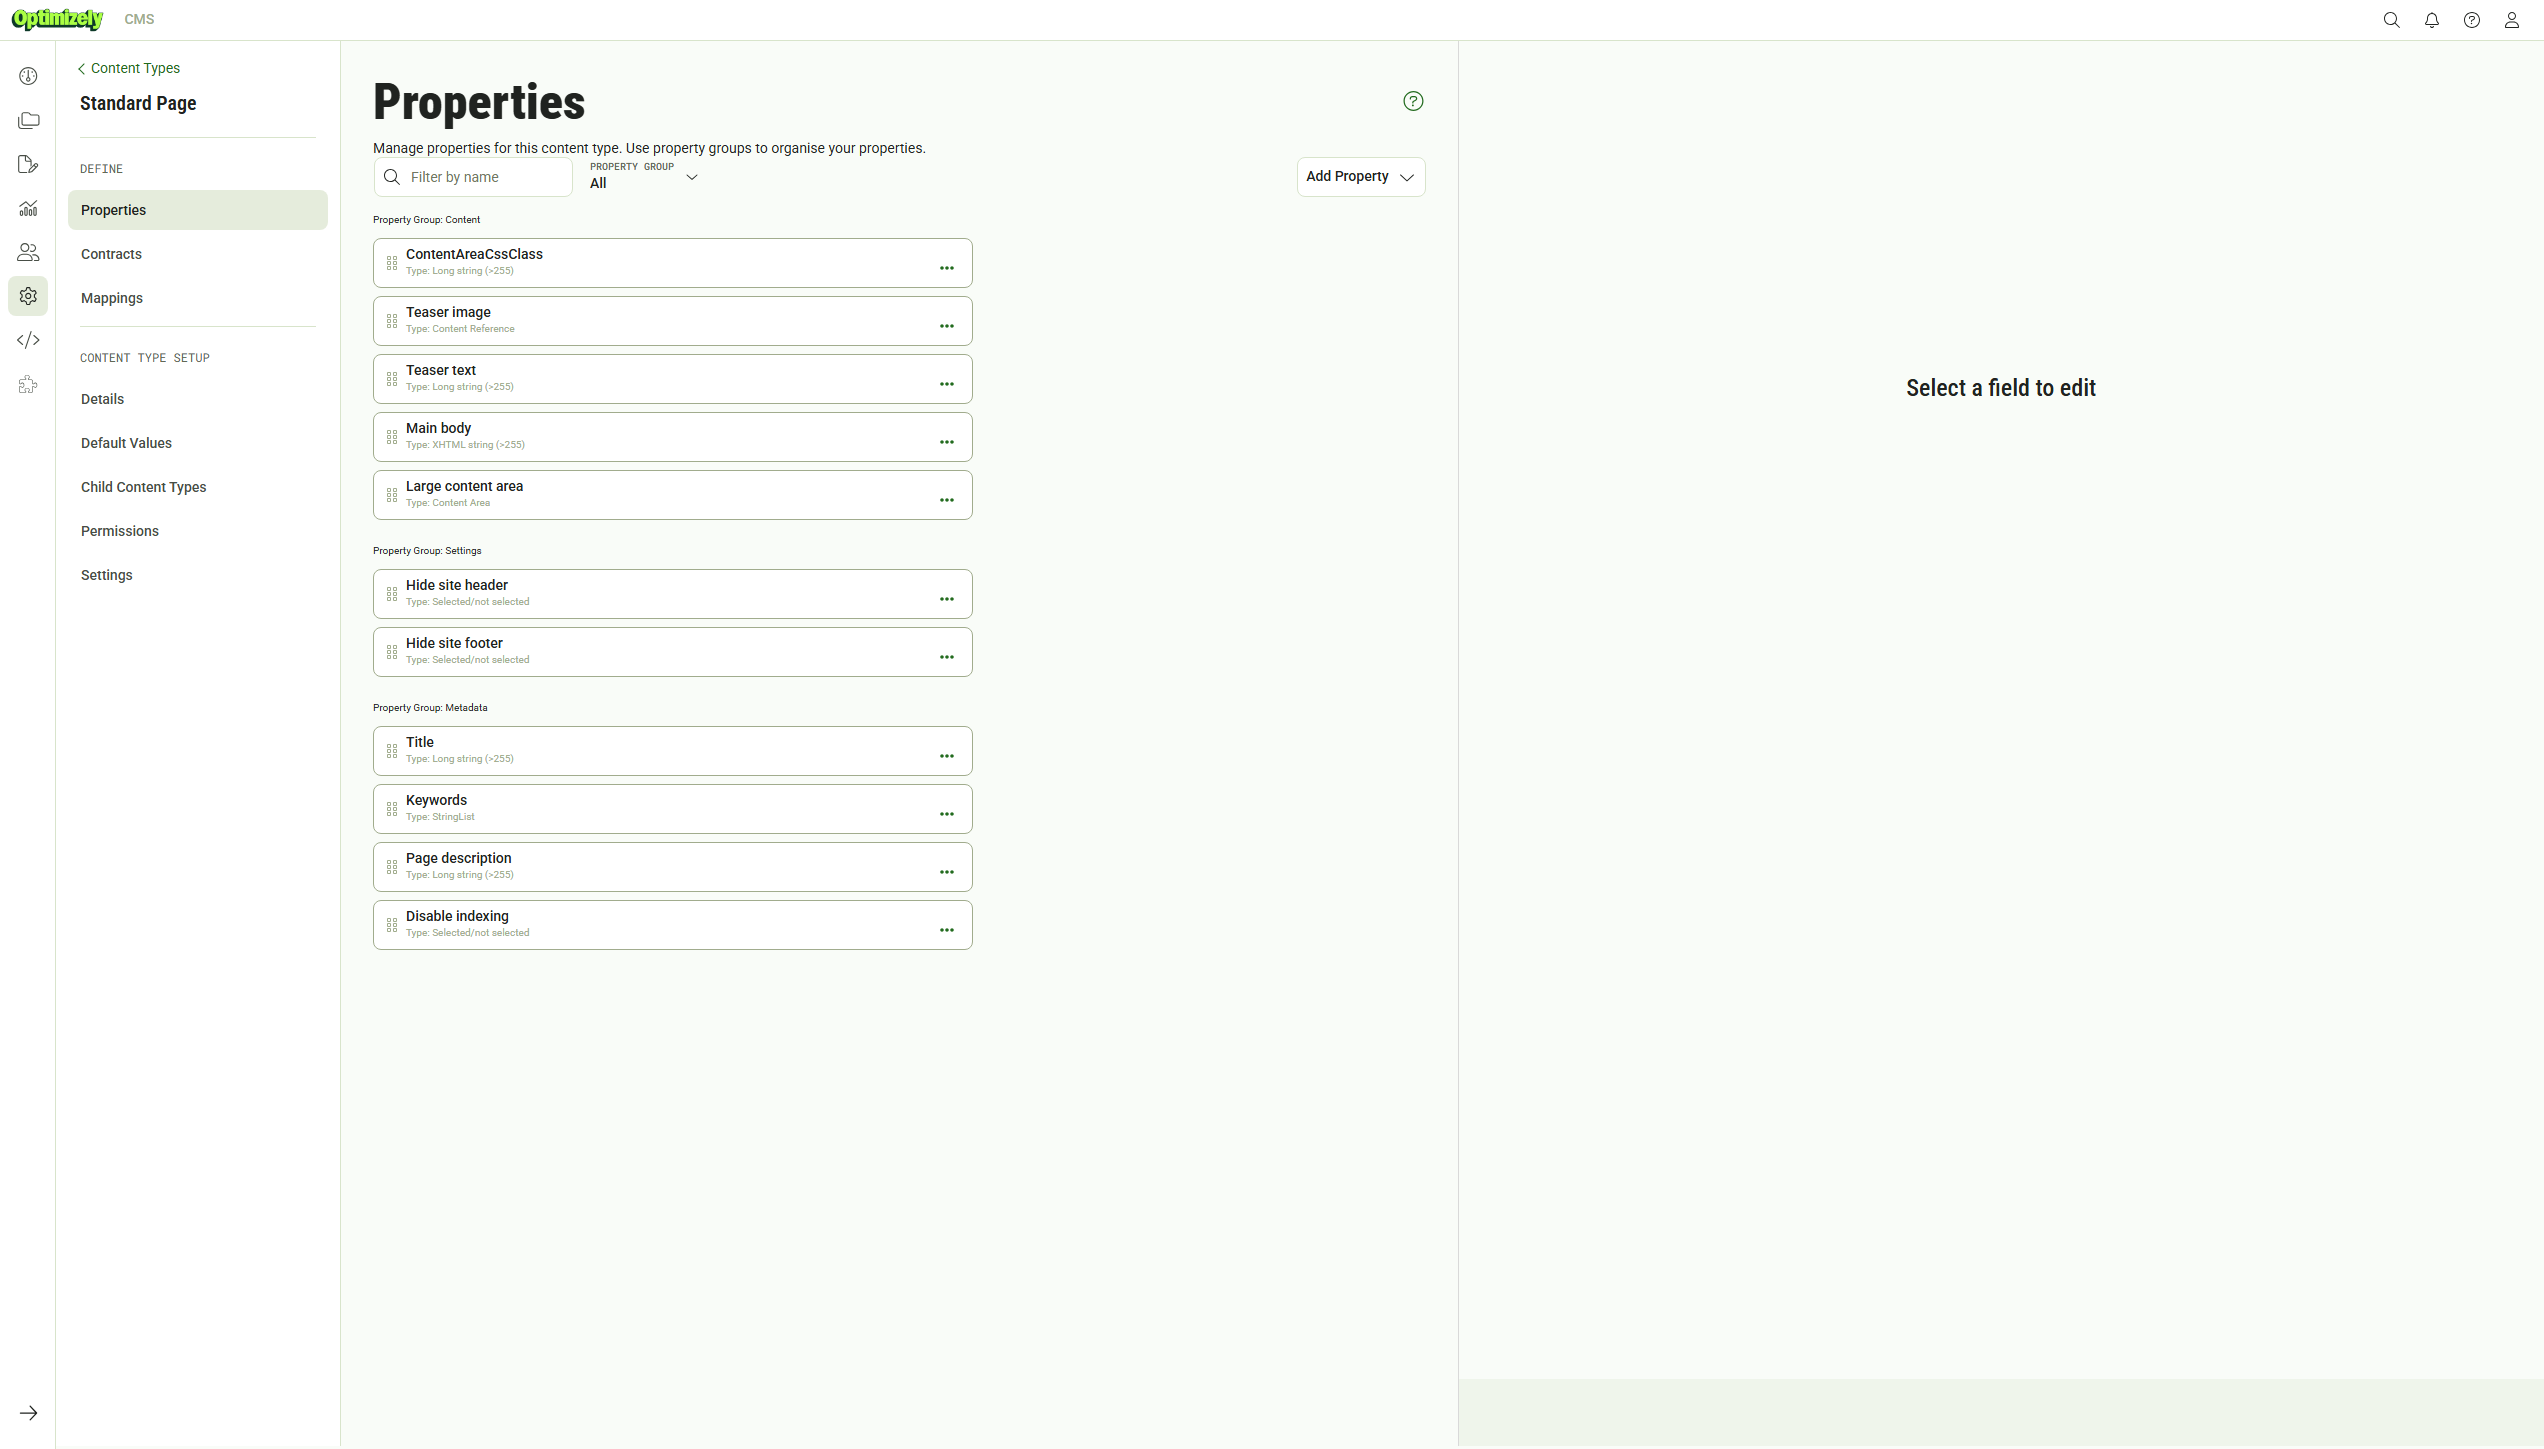 Optimizely CMS
Content Types
Standard Page
DEFINE
Properties
Contracts
Mappings
CONTENT TYPE SETUP
Details
Default Values
Child Content Types
Permissions
Settings
Properties
Manage properties for this content type. Use property groups to organise your properties.
Filter by name
PROPERTY GROUP
All
Add Property
Property Group: Content
ContentAreaCssClass
Type: Long string (>255)
Teaser image
Type: Content Reference
Teaser text
Type: Long string (>255)
Main body
Type: XHTML string (>255)
Large content area
Type: Content Area
Property Group: Settings
Hide site header
Type: Selected/not selected
Hide site footer
Type: Selected/not selected
Property Group: Metadata
Title
Type: Long string (>255)
Keywords
Type: StringList
Page description
Type: Long string (>255)
Disable indexing
Type: Selected/not selected
Select a field to edit